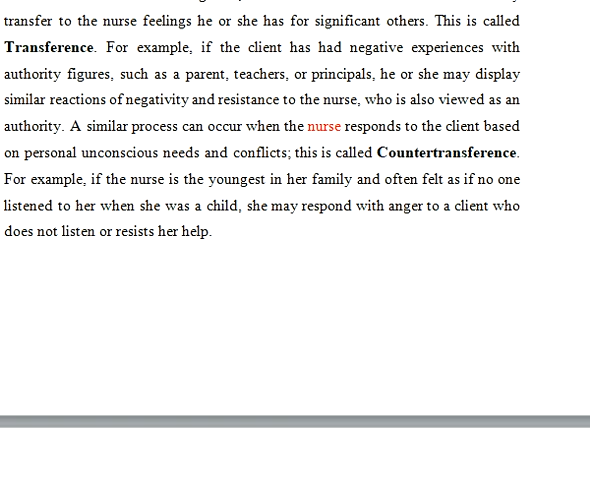 transfer to the nurse feelings he or she has for significant others. This is called
Transference. For example, if the client has had negative experiences with
authority figures, such as a parent, teachers, or principals, he or she may display
similar reactions of negativity and resistance to the nurse, who is also viewed as an
authority. A similar process can occur when the nurse responds to the client based
on personal unconscious needs and conflicts; this is called Countertransference.
For example, if the nurse is the youngest in her family and often felt as if no one
listened to her when she was a child, she may respond with anger to a client who
does not listen or resists her help.